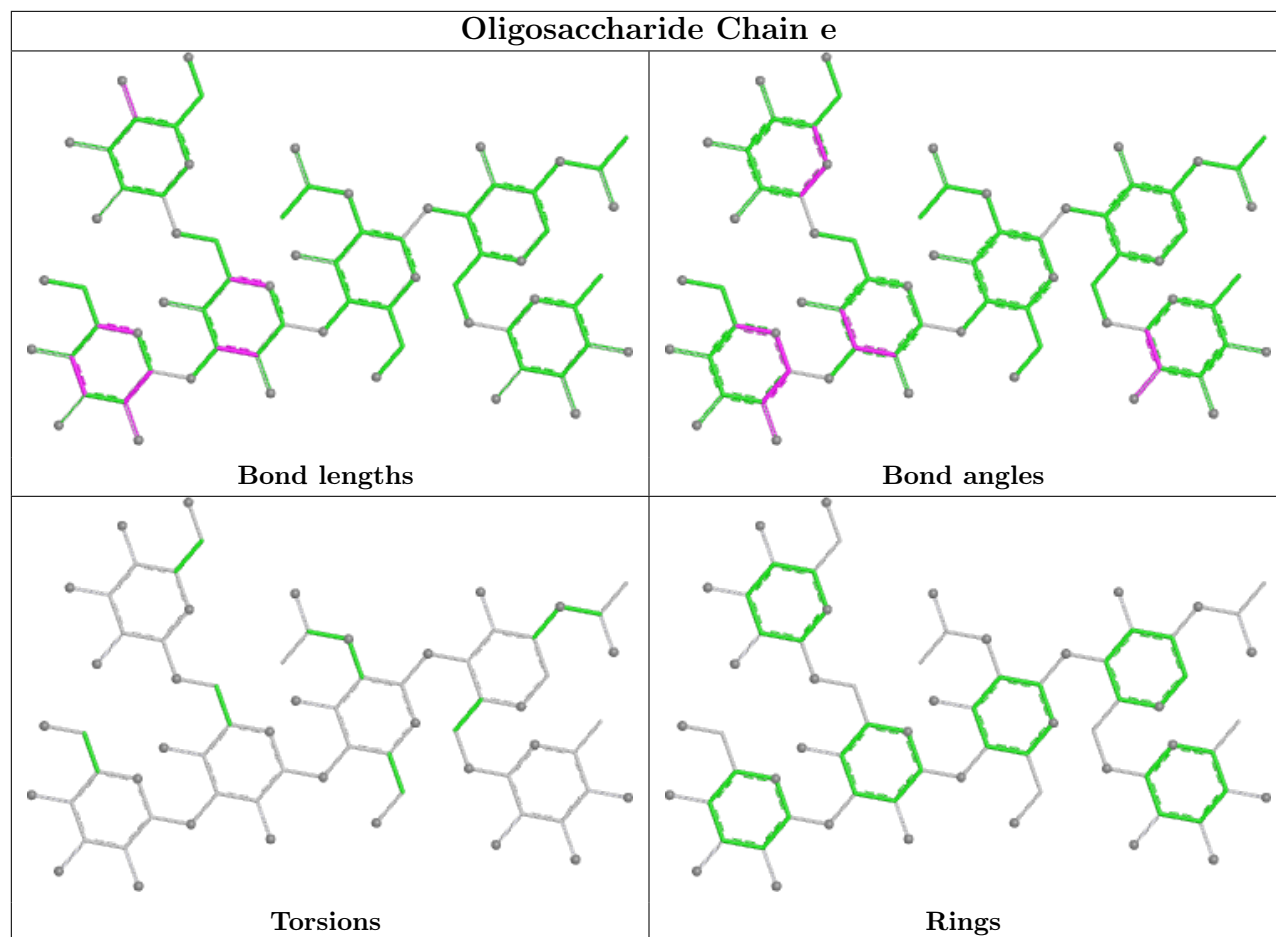 Oligosaccharide Chain e
Bond lengths
Bond angles
Torsions
Rings